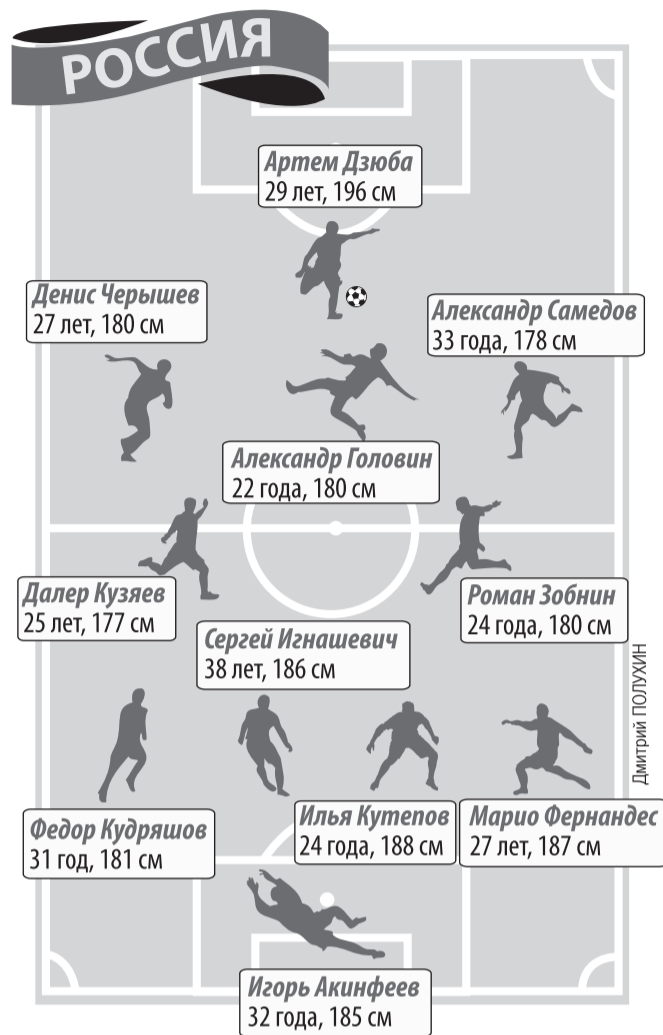 РОССИЯ
Артем Дзюба
29 лет, 196 см
Денис Черышев
27 лет, 180 см
Александр Самедов
33 года, 178 см
Александр Головин
22 года, 180 см
Далер Кузяев
25 лет, 177 см
Роман Зобнин
24 года, 180 см
Сергей Игнашевич
38 лет, 186 см
Дмитрий ПОЛУХИН
Федор Кудряшов
31 год, 181 см
Илья Кутепов
24 года, 188 см
Марио Фернандес
27 лет, 187 см
Игорь Акинфеев
32 года, 185 см